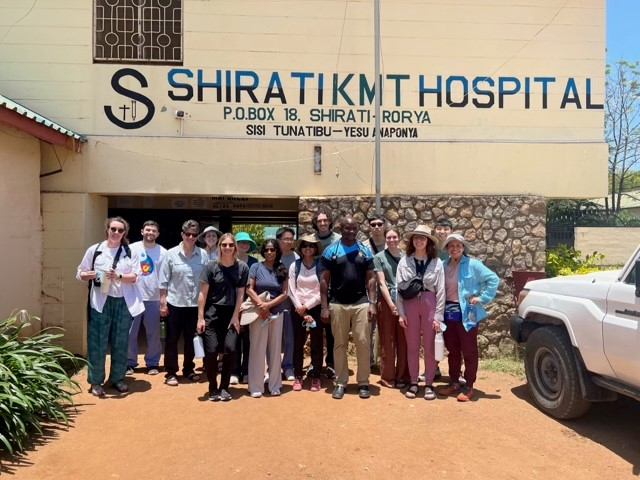 S SHIRATI KMT HOSPITAL
P.O.BOX 18, SHIRATI-RORYA
SISI TUNATIBU—YESU ANAPONYA